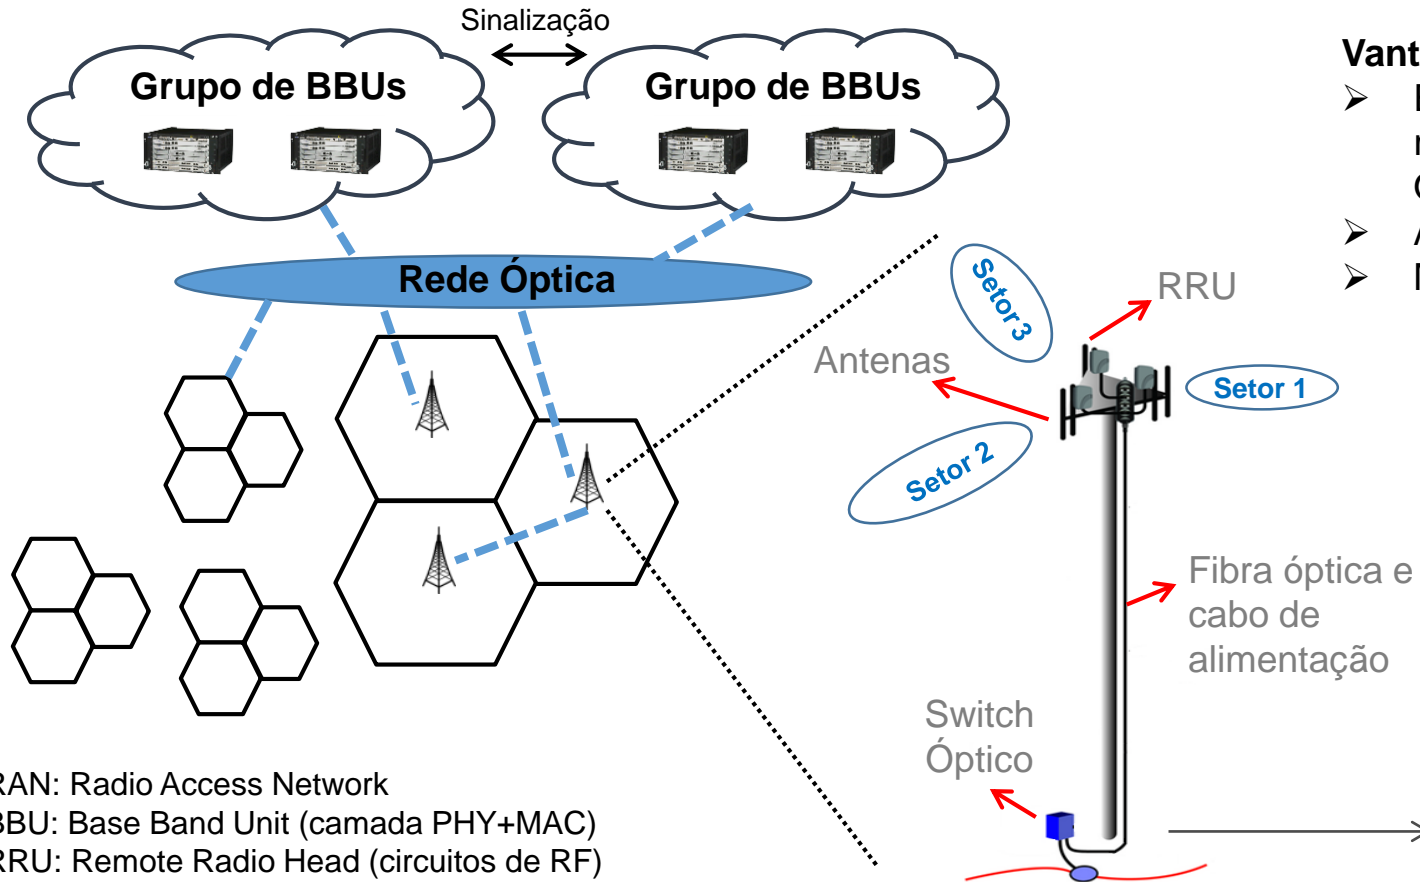 Sinalização
Grupo de BBUs
Grupo de BBUs
Rede Óptica
Setor 3
RRU
Antenas
Setor 1
Setor 2
Fibra óptica e
cabo de
alimentação
Switch
Óptico
RAN: Radio Access Network
BBU: Base Band Unit (camada PHY+MAC)
RRU: Remote Radio Head (circuitos de RF)